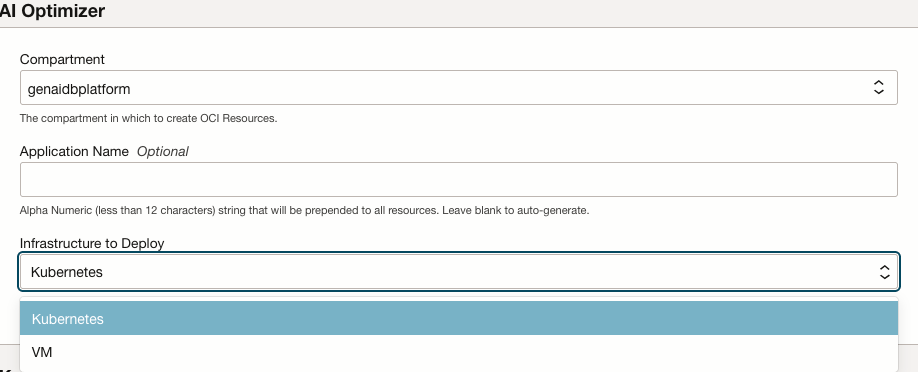 AI Optimizer
Compartment
genaidbplatform
The compartment in which to create OCI Resources.
Application Name Optional
Alpha Numeric (less than 12 characters) string that will be prepended to all resources. Leave blank to auto-generate.
Infrastructure to Deploy
Kubernetes
Kubernetes
VM